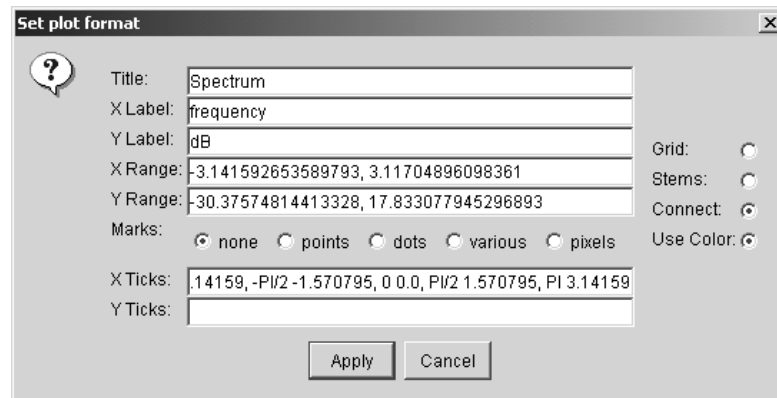 Set plot format
Title: Spectrum
X Label: frequency
Y Label: dB
X Range: -3.141592653589793, 3.11704896098361
Y Range: -30.37574814413328, 17.833077945296893
Marks: none points dots various pixels
X Ticks: .14159, -PI/2 -1.570795, 0 0.0, PI/2 1.570795, PI 3.14159
Y Ticks:
Grid:
Stems:
Connect:
Use Color:
Apply Cancel